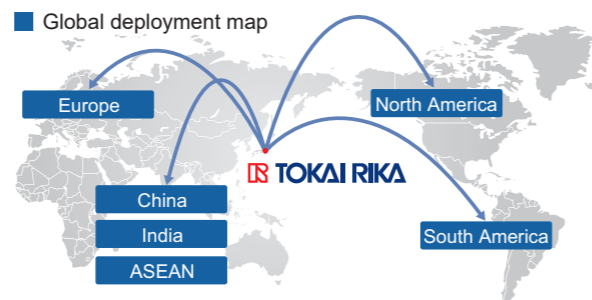 Global deployment map
Europe
North America
TOKAI RIKA
China
India
South America
ASEAN